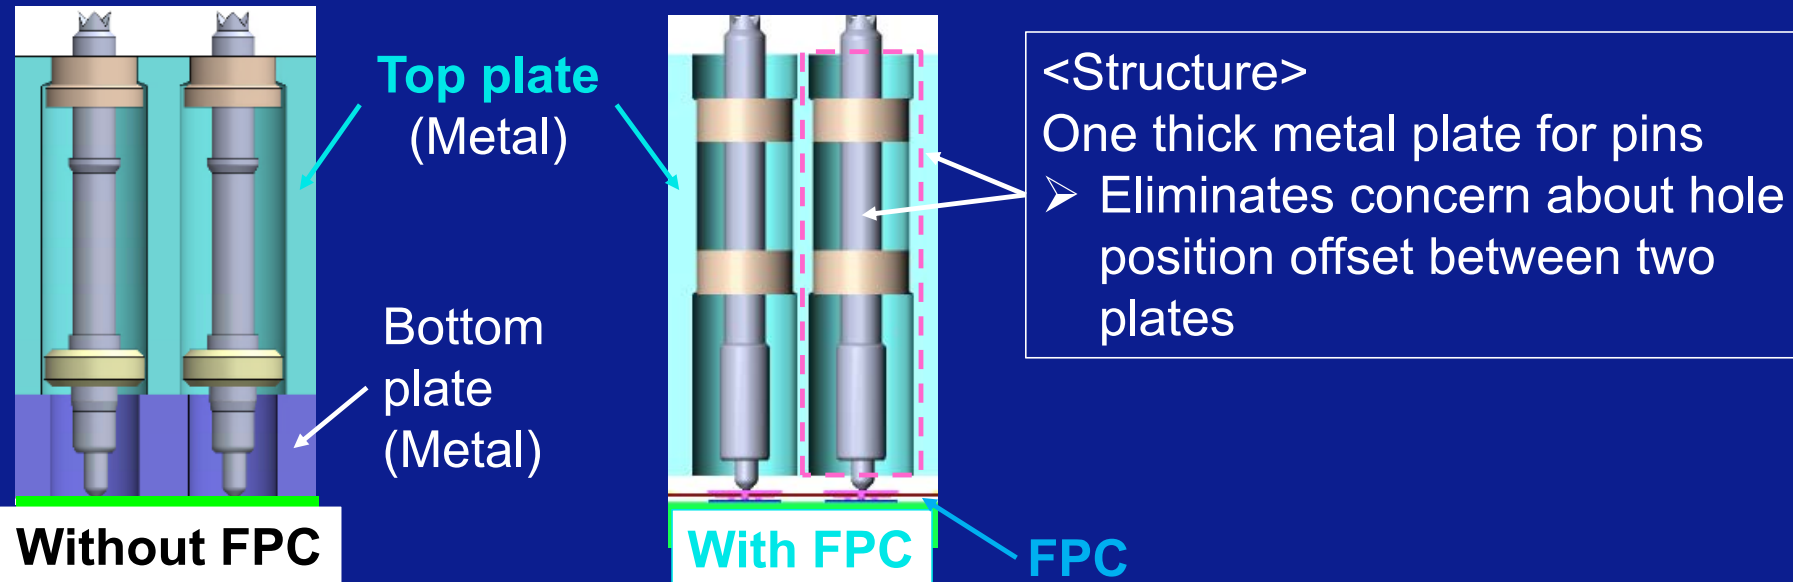 Top plate
(Metal)
Bottom
plate
(Metal)
Without FPC
With FPC
FPC
<Structure>
One thick metal plate for pins
➢ Eliminates concern about hole
position offset between two
plates